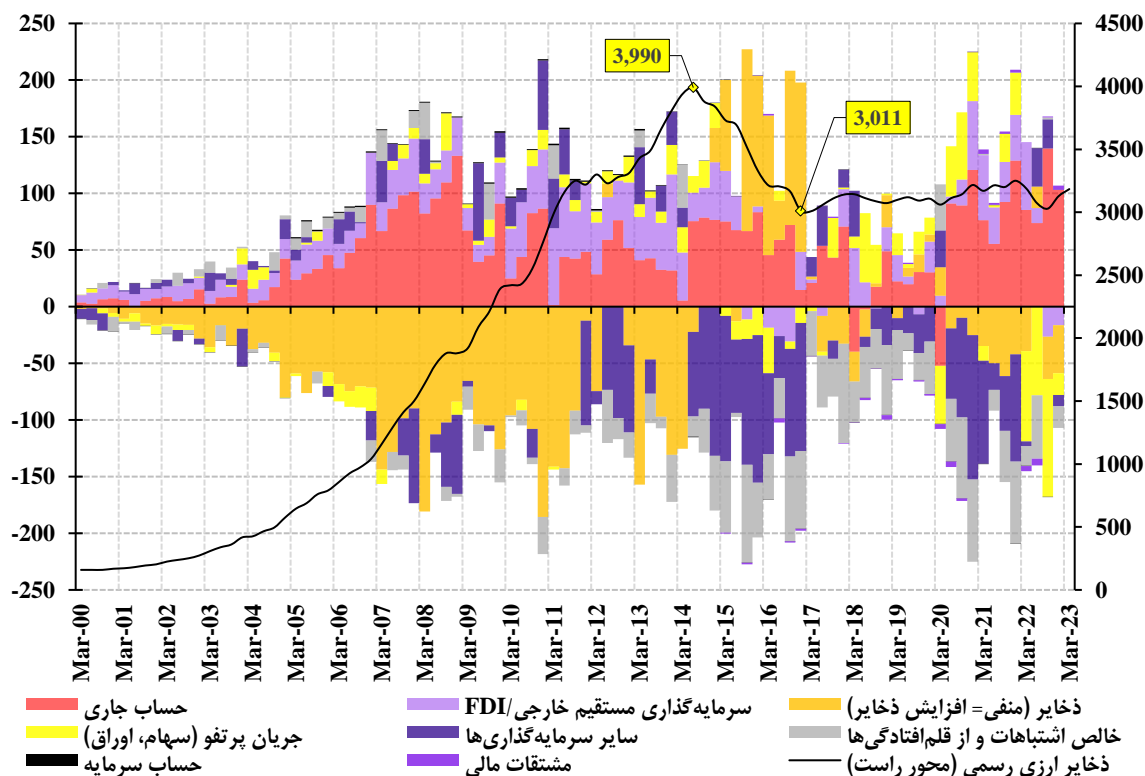 250
200
150
100
50
0
-50
-100
-150
-200
-250
4500
4000
3500
3000
2500
2000
1500
1000
500
0
3,990
3,011
Mar-00
Mar-01
Mar-02
Mar-03
Mar-04
Mar-05
Mar-06
Mar-07
Mar-08
Mar-09
Mar-10
Mar-11
Mar-12
Mar-13
Mar-14
Mar-15
Mar-16
Mar-17
Mar-18
Mar-19
Mar-20
Mar-21
Mar-22
Mar-23
ذخایر (منفی= افزایش ذخایر)
سرمایه‌گذاری مستقیم خارجی/FDI
حساب جاری
خالص اشتباهات و از قلم‌افتادگی‌ها
سایر سرمایه‌گذاری‌ها
جریان پرتفو (سهام، اوراق)
ذخایر ارزی رسمی (محور راست)
مشتقات مالی
حساب سرمایه